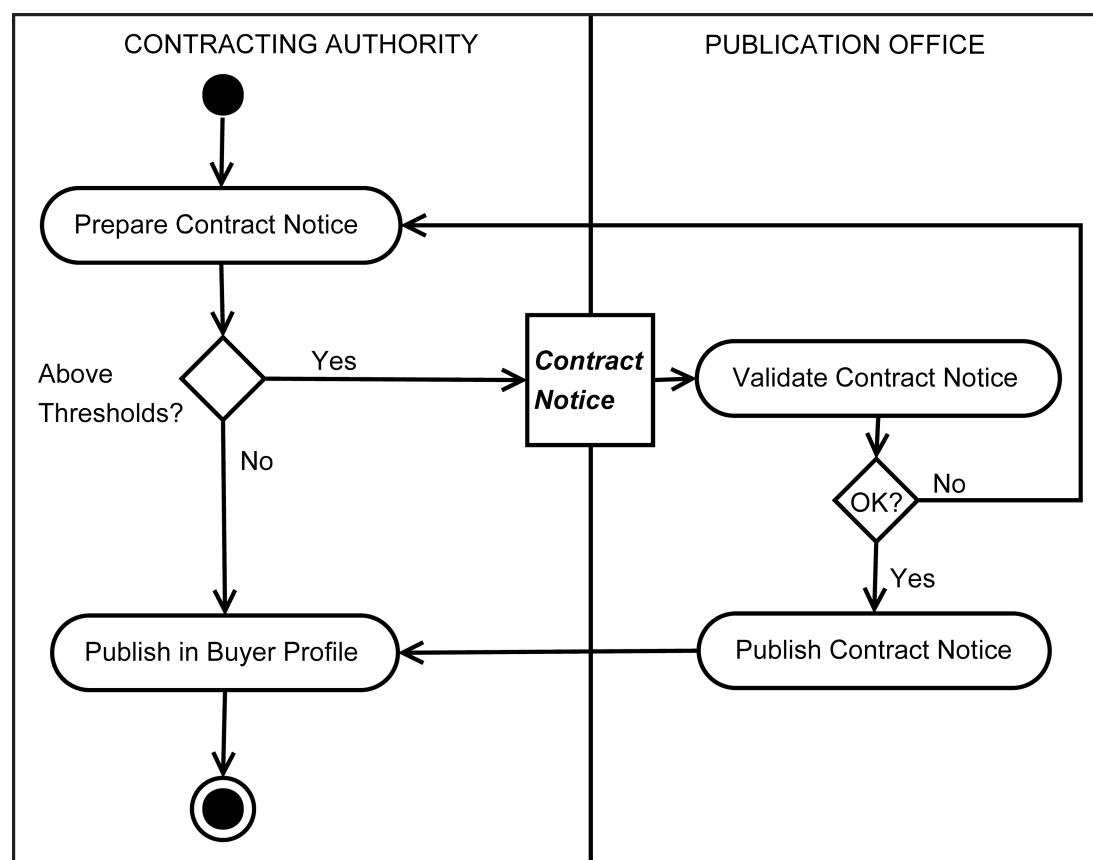 CONTRACTING AUTHORITY
PUBLICATION OFFICE
Prepare Contract Notice
Above
Thresholds?
Yes
Contract
Notice
Validate Contract Notice
No
OK?
No
Yes
Publish in Buyer Profile
Publish Contract Notice